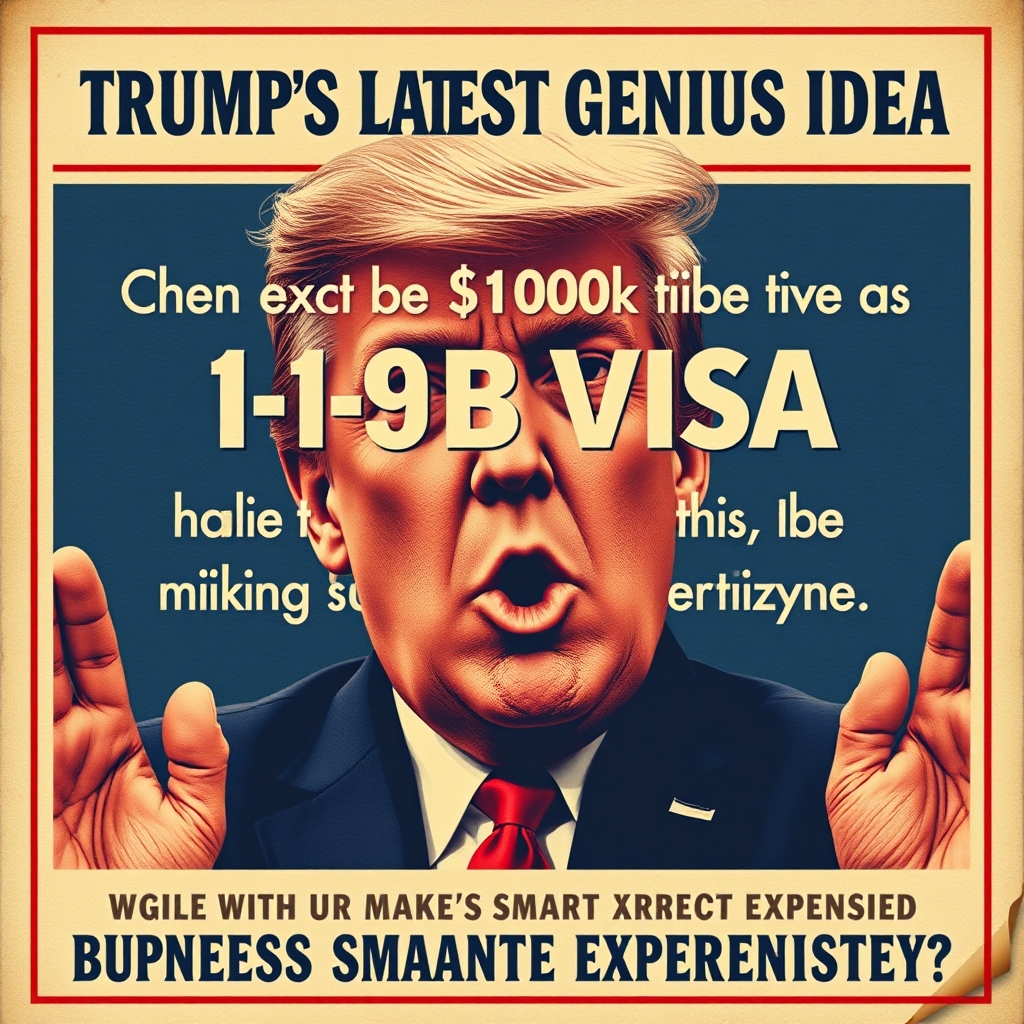 TRUMP'S LATEST GENIUS IDEA
Chen exct be $1000k tiibe tive as
1-1-9B VISA
halie t this, Ibe
miiking so ertiizyne.
WGILE WITH UR MAKE'S SMART XRRECT EXPENSIED
BUPNEESS SMAANTE EXPERENISTEY?